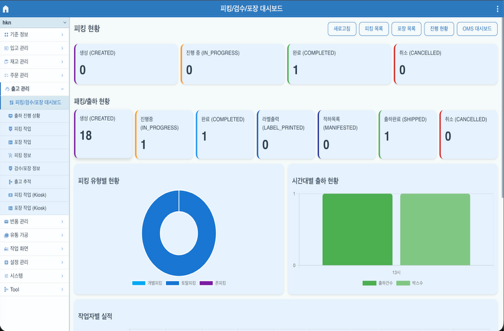 피킹/검수/포장 대시보드
기준 정보
입고 관리
재고 관리
주문 관리
출고 관리
피킹/검수/포장 대시보드
출하 진행 상황
피킹 작업
포장 작업
피킹 정보
검수/포장 정보
출고 추적
피킹 작업 (Kiosk)
포장 작업 (Kiosk)
반품 관리
유통 가공
작업 화면
설정 관리
시스템
Tool
피킹 현황
새로고침
피킹 목록
포장 목록
진행 현황
OMS 대시보드
생성 (CREATED)
0
진행 중 (IN_PROGRESS)
0
완료 (COMPLETED)
1
취소 (CANCELLED)
0
패킹/출하 현황
생성 (CREATED)
18
진행중
(IN_PROGRESS)
1
완료 (COMPLETED)
1
라벨출력
(LABEL_PRINTED)
0
적하목록
(MANIFESTED)
0
출하완료 (SHIPPED)
1
취소 (CANCELLED)
0
피킹 유형별 현황
개별피킹
토탈피킹
존피킹
시간대별 출하 현황
1
0
13시
출하건수
박스수
작업자별 실적